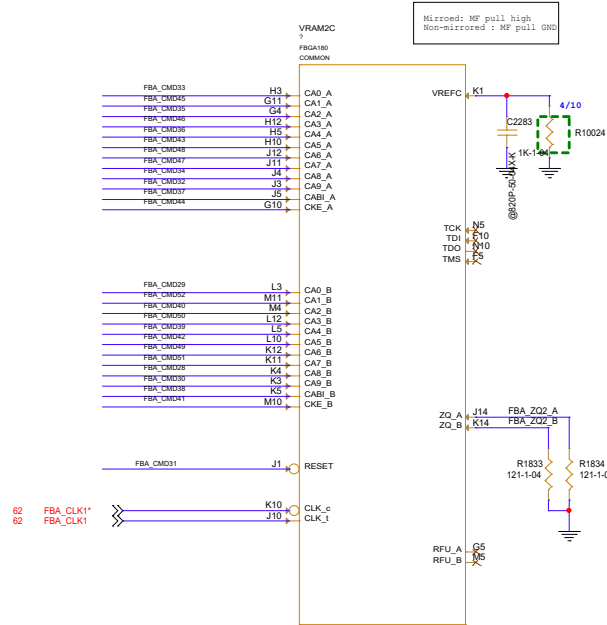 Mirroed: MF pull high
Non-mirrored : MF pull GND
VRAM2C
?
FBGA180
COMMON
FBA_CMD33 H3 CA0_A
FBA_CMD45 G11 CA1_A
FBA_CMD35 G4 CA2_A
FBA_CMD46 H12 CA3_A
FBA_CMD36 H5 CA4_A
FBA_CMD43 H10 CA5_A
FBA_CMD48 J12 CA6_A
FBA_CMD47 J11 CA7_A
FBA_CMD34 J4 CA8_A
FBA_CMD32 J3 CA9_A
FBA_CMD37 J5 CABI_A
FBA_CMD44 G10 CKE_A
VREFC K1
4/10
C2283
R10024
1K-1-04
@820P-50-04X-K
TCK N5
TDI F10
TDO N10
TMS F5
FBA_CMD29 L3 CA0_B
FBA_CMD52 M11 CA1_B
FBA_CMD40 M4 CA2_B
FBA_CMD50 L12 CA3_B
FBA_CMD39 L5 CA4_B
FBA_CMD42 L10 CA5_B
FBA_CMD49 K12 CA6_B
FBA_CMD51 K11 CA7_B
FBA_CMD28 K4 CA8_B
FBA_CMD30 K3 CA9_B
FBA_CMD38 K5 CABI_B
FBA_CMD41 M10 CKE_B
ZQ_A J14 FBA_ZQ2_A
ZQ_B K14 FBA_ZQ2_B
R1833 R1834
121-1-04 121-1-0
FBA_CMD31 J1 RESET
62 FBA_CLK1* K10 CLK_c
62 FBA_CLK1 J10 CLK_t
RFU_A G5
RFU_B M5